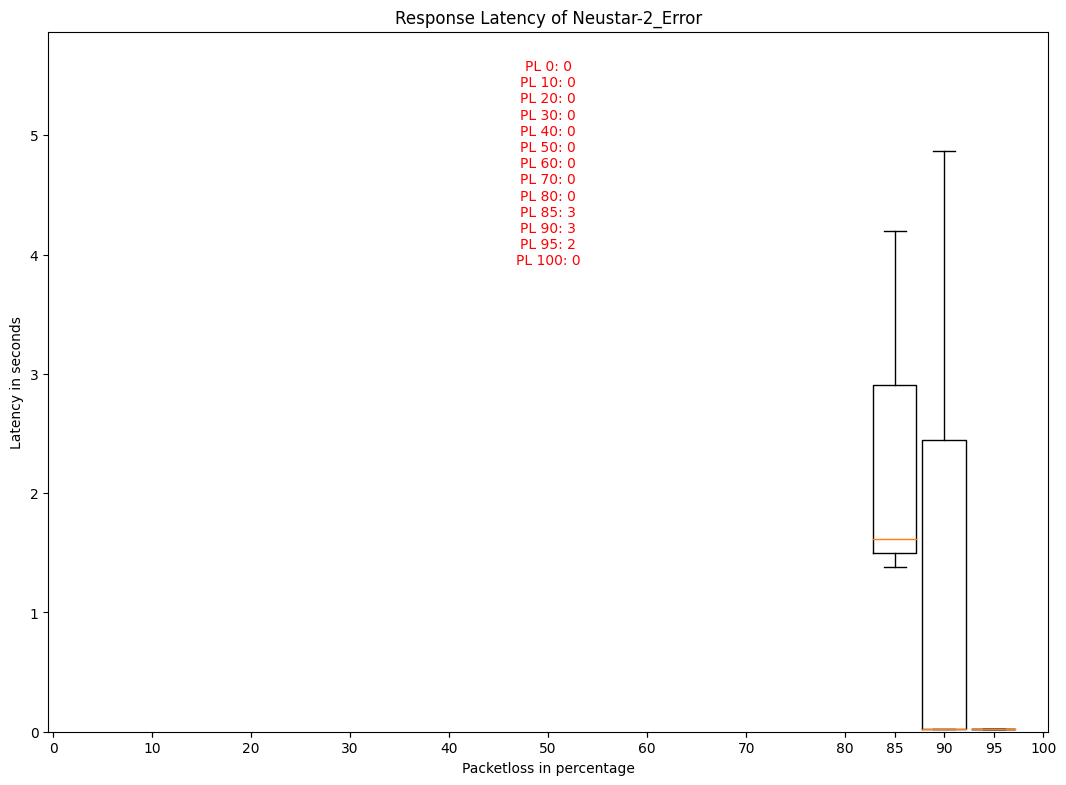 Response Latency of Neustar-2_Error
PL 0: 0
PL 10: 0
PL 20: 0
PL 30: 0
PL 40: 0
PL 50: 0
PL 60: 0
PL 70: 0
PL 80: 0
PL 85: 3
PL 90: 3
PL 95: 2
PL 100: 0
Latency in seconds
5
4
3
2
1
0
0 10 20 30 40 50 60 70 80 85 90 95 100
Packetloss in percentage